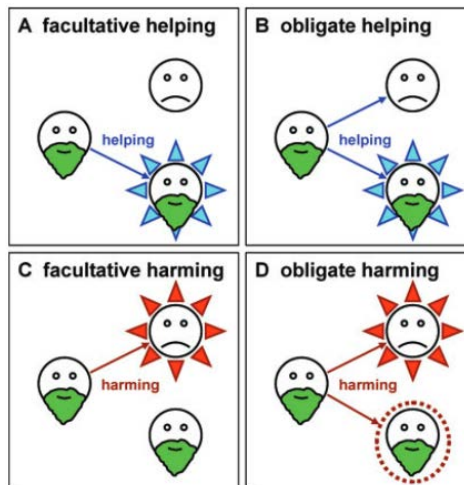 A facultative helping
helping
B obligate helping
helping
C facultative harming
harming
D obligate harming
harming